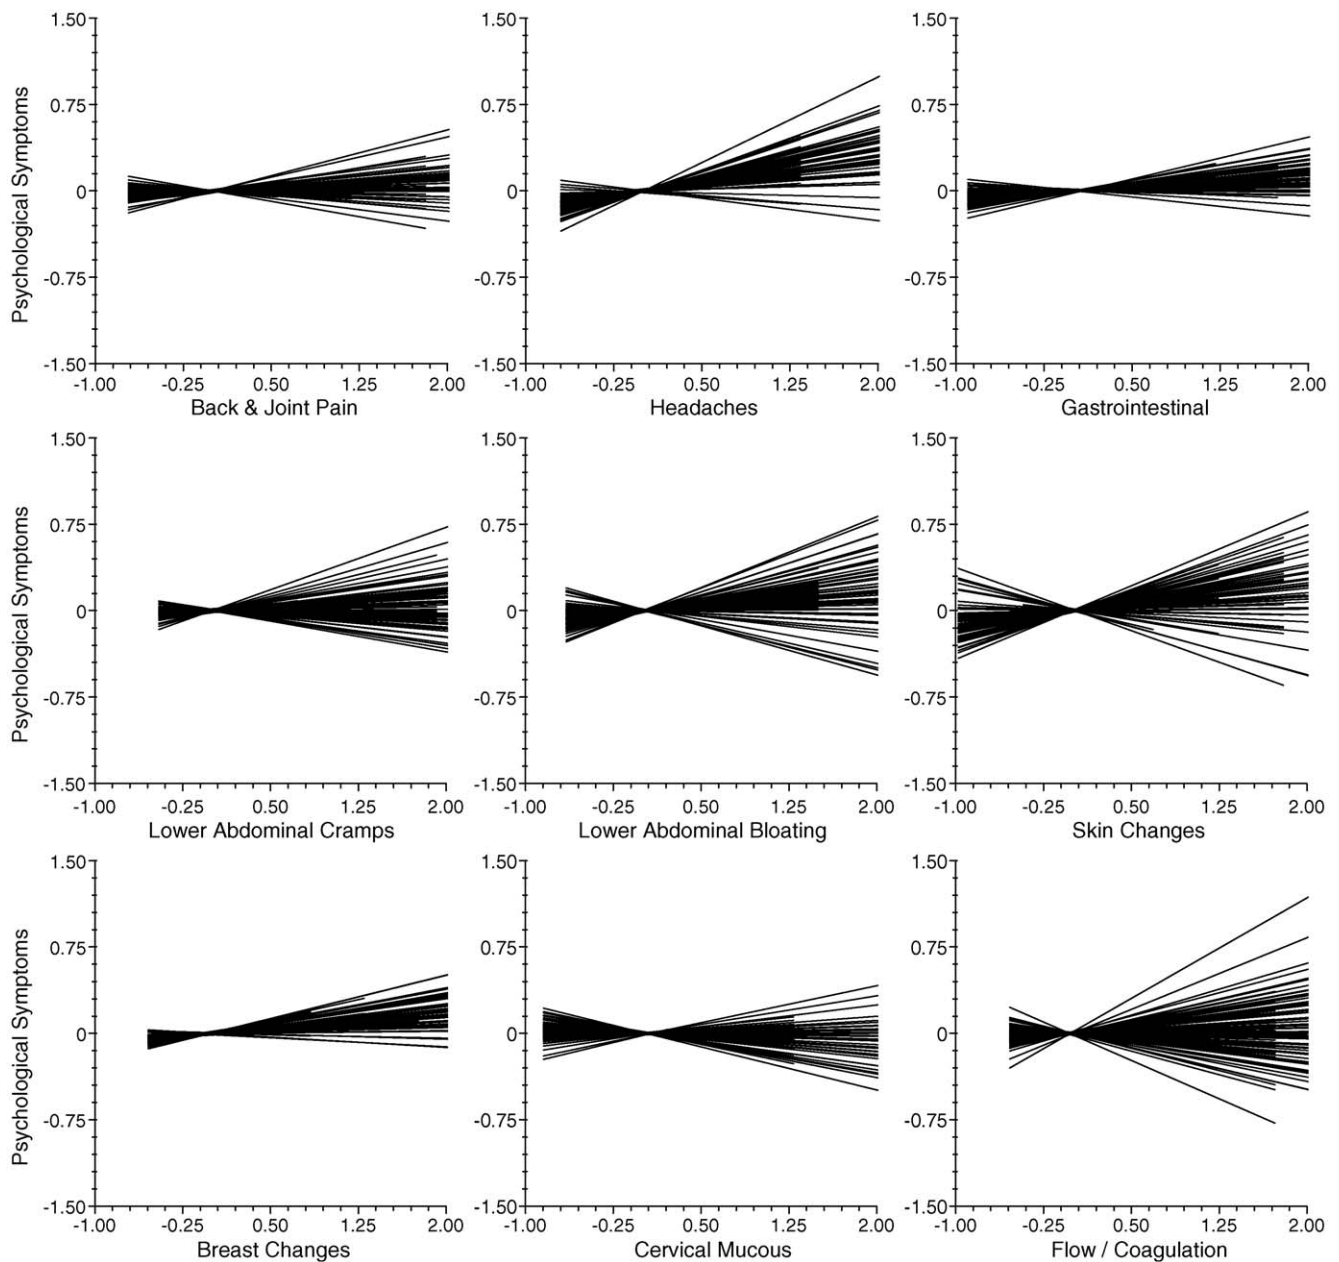 1.50 1.50 1.50
0.75 0.75 0.75
Psychological Symptoms
0 0 0
-0.75 -0.75 -0.75
-1.50 -1.50 -1.50
-1.00 -0.25 0.50 1.25 2.00 -1.00 -0.25 0.50 1.25 2.00 -1.00 -0.25 0.50 1.25 2.00
Back & Joint Pain Headaches Gastrointestinal
1.50 1.50 1.50
0.75 0.75 0.75
Psychological Symptoms
0 0 0
-0.75 -0.75 -0.75
-1.50 -1.50 -1.50
-1.00 -0.25 0.50 1.25 2.00 -1.00 -0.25 0.50 1.25 2.00 -1.00 -0.25 0.50 1.25 2.00
Lower Abdominal Cramps Lower Abdominal Bloating Skin Changes
1.50 1.50 1.50
0.75 0.75 0.75
Psychological Symptoms
0 0 0
-0.75 -0.75 -0.75
-1.50 -1.50 -1.50
-1.00 -0.25 0.50 1.25 2.00 -1.00 -0.25 0.50 1.25 2.00 -1.00 -0.25 0.50 1.25 2.00
Breast Changes Cervical Mucous Flow / Coagulation